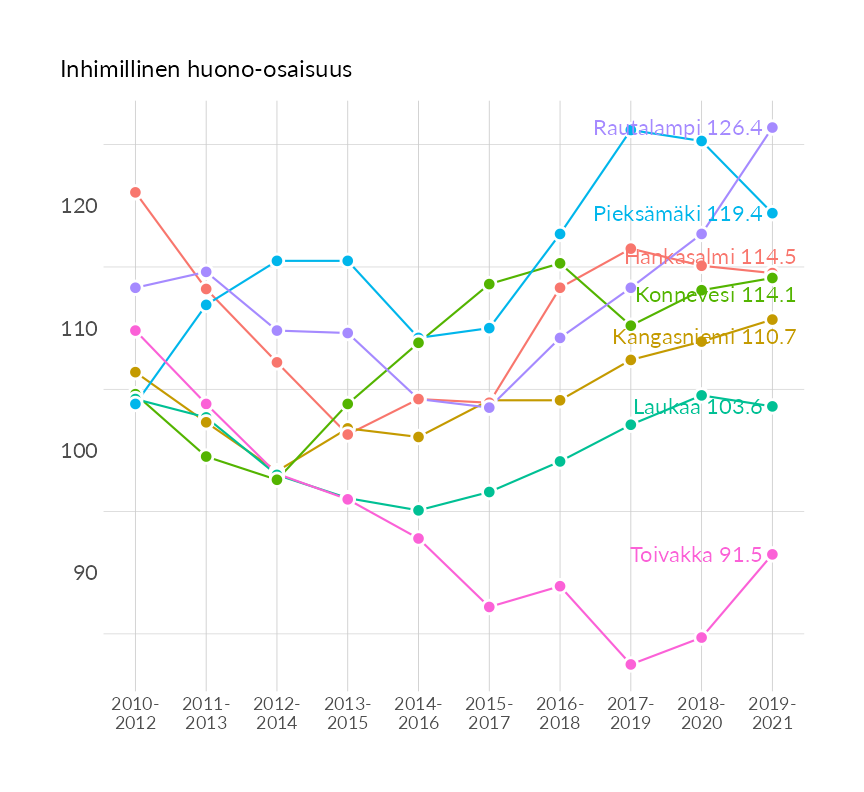 Inhimillinen huono-osaisuus
Rautalampi 126.4
120
Pieksämäki 119.4
Hankasalmi 114.5
Konnevesi 114.1
110
Kangasniemi 110.7
Laukaa 103.6
100
Toivakka 91.5
90
2010- 2011- 2012- 2013- 2014- 2015- 2016- 2017- 2018- 2019-
2012 2013 2014 2015 2016 2017 2018 2019 2020 2021